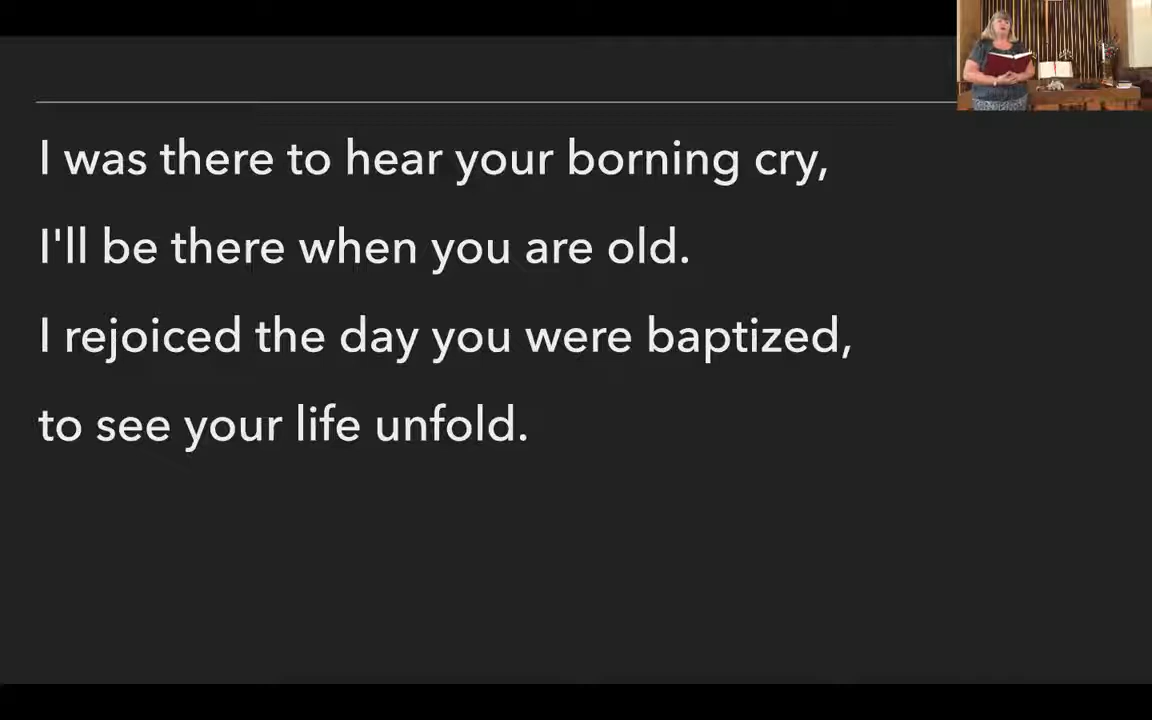 I was there to hear your borning cry,
I'll be there when you are old.
I rejoiced the day you were baptized,
to see your life unfold.